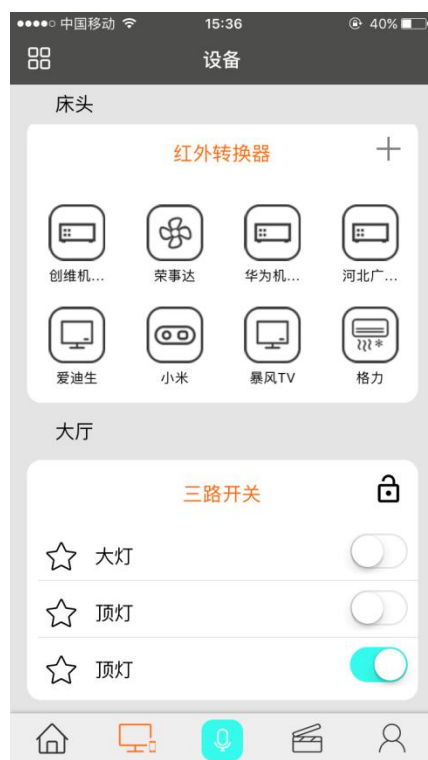 中国移动 15:36 40%
设备
床头
红外转换器
创维机... 荣事达 华为机... 河北广...
爱迪生 小米 暴风TV 格力
大厅
三路开关
大灯
顶灯
顶灯